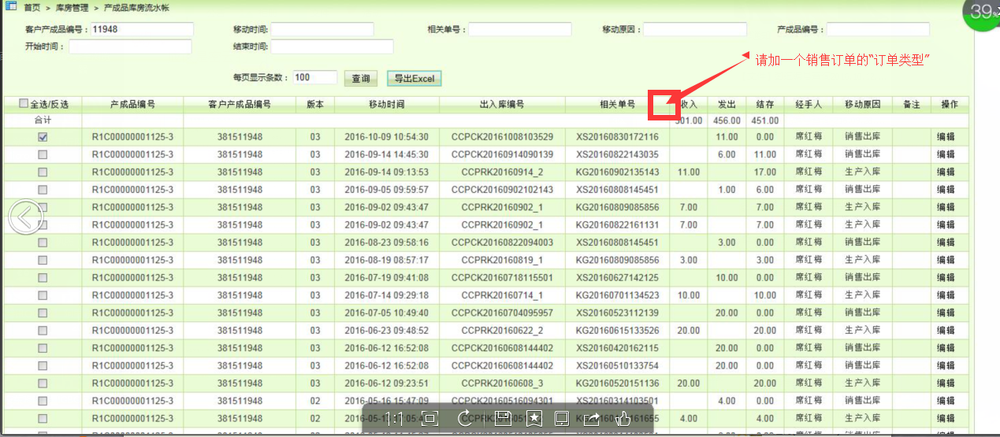 首页 > 库房管理 > 产成品库房流水帐
39%
客户产成品编号：11948 移动时间： 相关单号： 移动原因： 产成品编号：
开始时间： 结束时间：
请加一个销售订单的“订单类型”
每页显示条数：100 查询 导出Excel
全选/反选 产成品编号 客户产成品编号 版本 移动时间 出入库编号 相关单号 收入 发出 结存 经手人 移动原因 备注 操作
合计 501.00 456.00 451.00
R1C00000001125-3 381511948 03 2016-10-09 10:54:30 CCPCK20161008103529 XS20160830172116 11.00 0.00 席红梅 销售出库 编辑
R1C00000001125-3 381511948 03 2016-09-14 14:45:30 CCPCK20160914090139 XS20160822143035 6.00 11.00 席红梅 销售出库 编辑
R1C00000001125-3 381511948 03 2016-09-14 09:13:53 CCPRK20160914_2 KG20160902135143 11.00 17.00 席红梅 生产入库 编辑
R1C00000001125-3 381511948 03 2016-09-05 09:59:57 CCPCK20160902102143 XS20160808145451 1.00 6.00 席红梅 销售出库 编辑
R1C00000001125-3 381511948 03 2016-09-02 09:43:47 CCPRK20160902_1 KG20160809085856 7.00 7.00 席红梅 生产入库 编辑
R1C00000001125-3 381511948 03 2016-09-02 09:43:47 CCPRK20160902_1 KG20160822161131 7.00 7.00 席红梅 生产入库 编辑
R1C00000001125-3 381511948 03 2016-08-23 09:58:16 CCPCK20160822094003 XS20160808145451 3.00 0.00 席红梅 销售出库 编辑
R1C00000001125-3 381511948 03 2016-08-19 08:57:17 CCPRK20160819_1 KG20160809085856 3.00 3.00 席红梅 生产入库 编辑
R1C00000001125-3 381511948 03 2016-07-19 09:41:08 CCPCK20160718115501 XS20160627142125 10.00 0.00 席红梅 销售出库 编辑
R1C00000001125-3 381511948 03 2016-07-14 09:29:18 CCPRK20160714_1 KG20160701134523 10.00 10.00 席红梅 生产入库 编辑
R1C00000001125-3 381511948 03 2016-07-05 10:49:40 CCPCK20160704095957 XS20160523112139 20.00 0.00 席红梅 销售出库 编辑
R1C00000001125-3 381511948 03 2016-06-23 09:48:52 CCPRK20160622_2 KG20160615133526 20.00 20.00 席红梅 生产入库 编辑
R1C00000001125-3 381511948 03 2016-06-12 16:52:08 CCPCK20160608144402 XS20160420162115 20.00 0.00 席红梅 销售出库 编辑
R1C00000001125-3 381511948 03 2016-06-12 16:52:08 CCPCK20160608144402 XS20160510133754 20.00 0.00 席红梅 销售出库 编辑
R1C00000001125-3 381511948 03 2016-06-12 09:23:51 CCPRK20160608_3 KG20160520151136 20.00 20.00 席红梅 生产入库 编辑
R1C00000001125-3 381511948 02 2016-05-16 15:47:09 CCPCK20160516094301 XS20160314103501 4.00 0.00 席红梅 销售出库 编辑
R1C00000001125-3 381511948 02 4.00 4.00 席红梅 生产入库 编辑
1:1